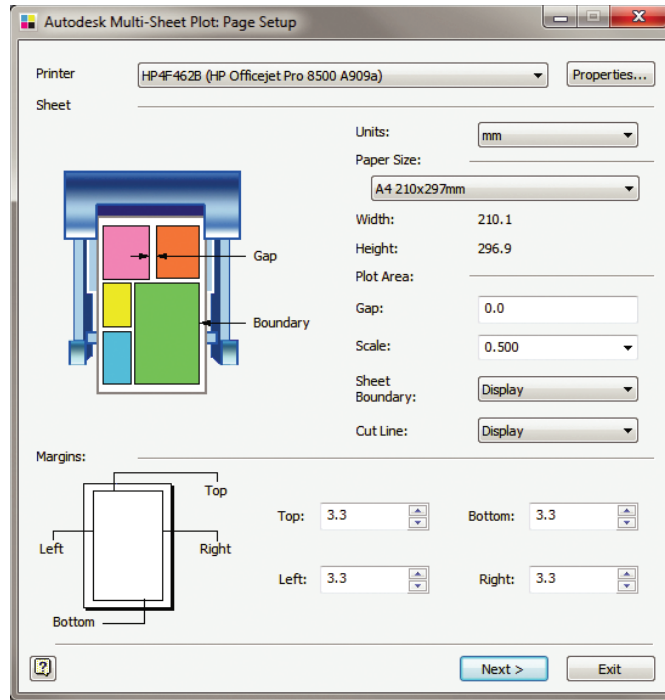 Autodesk Multi-Sheet Plot: Page Setup
Printer
HP4F462B (HP Officejet Pro 8500 A909a)
Properties...
Sheet
Units:
mm
Paper Size:
A4 210x297mm
Width:
210.1
Height:
296.9
Gap
Plot Area:
Gap:
0.0
Boundary
Scale:
0.500
Sheet
Boundary:
Display
Cut Line:
Display
Margins:
Top
Left
Right
Bottom
Top:
3.3
Bottom:
3.3
Left:
3.3
Right:
3.3
?
Next >
Exit